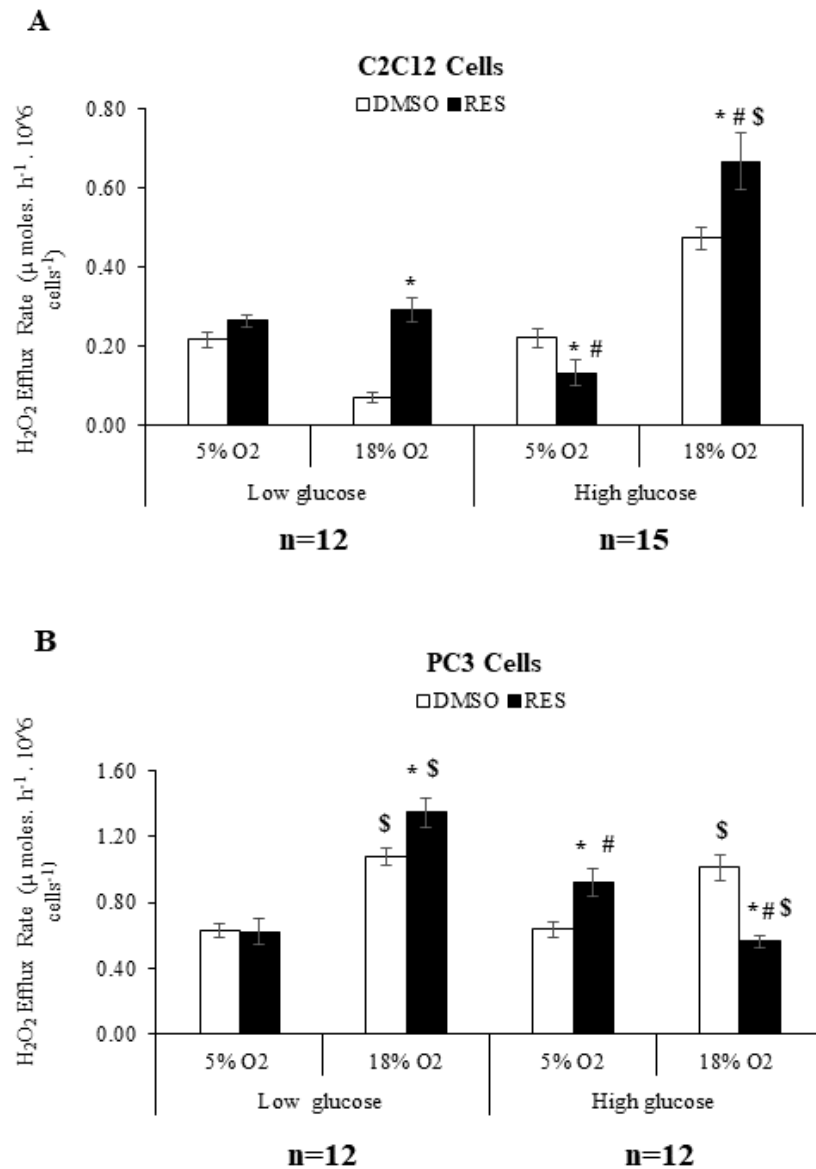 A
C2C12 Cells
□DMSO ■RES
H₂O₂ Efflux Rate (μ moles. h⁻¹ . 10^6
cells⁻¹)
0.80
0.60
0.40
0.20
0.00
*
* #
* # $
5% O2 18% O2 5% O2 18% O2
Low glucose High glucose
n=12 n=15
B
PC3 Cells
□DMSO ■RES
H₂O₂ Efflux Rate (μ moles. h⁻¹ . 10^6
cells⁻¹)
1.60
1.20
0.80
0.40
0.00
$
* $
* #
$
*# $
5% O2 18% O2 5% O2 18% O2
Low glucose High glucose
n=12 n=12